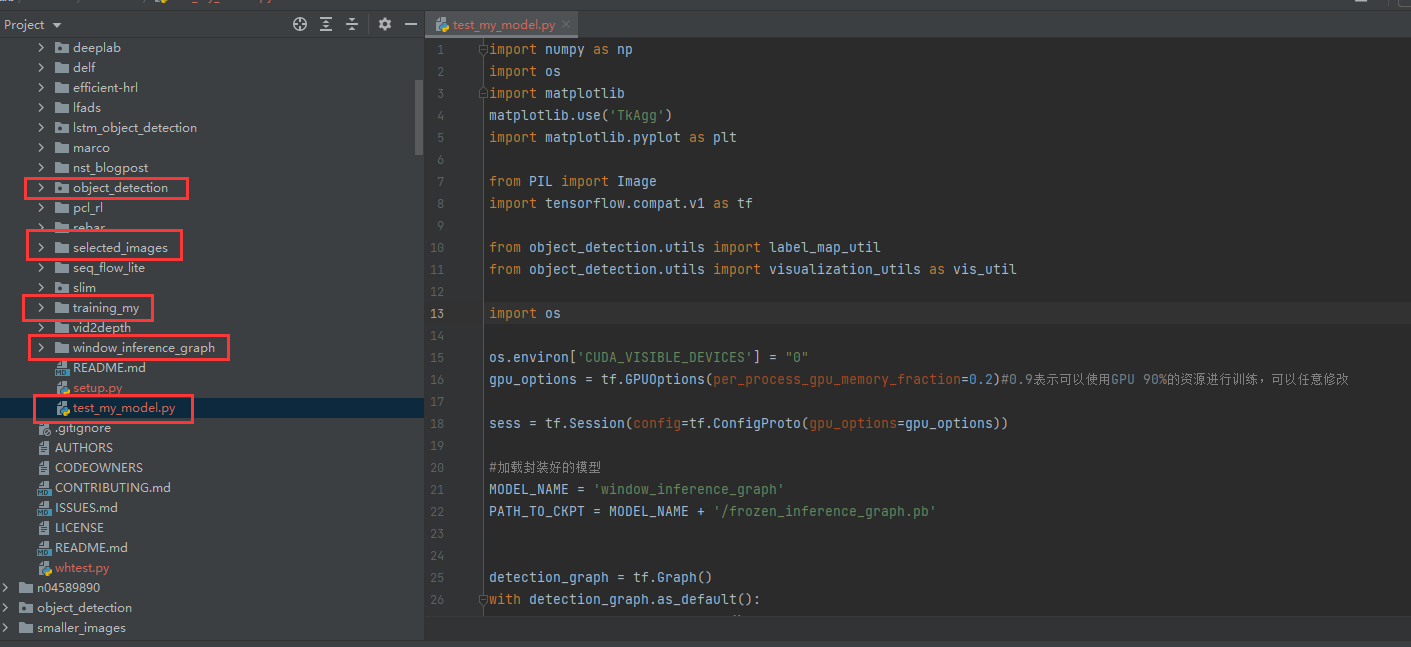 Project
deeplab
delf
efficient-hrl
lfads
lstm_object_detection
marco
nst_blogpost
object_detection
pcl_rl
rebar
selected_images
seq_flow_lite
slim
training_my
vid2depth
window_inference_graph
README.md
setup.py
test_my_model.py
.gitignore
AUTHORS
CODEOWNERS
CONTRIBUTING.md
ISSUES.md
LICENSE
README.md
whtest.py
n04589890
object_detection
smaller_images
test_my_model.py
1 import numpy as np
2 import os
3 import matplotlib
4 matplotlib.use('TkAgg')
5 import matplotlib.pyplot as plt
6
7 from PIL import Image
8 import tensorflow.compat.v1 as tf
9
10 from object_detection.utils import label_map_util
11 from object_detection.utils import visualization_utils as vis_util
12
13 import os
14
15 os.environ['CUDA_VISIBLE_DEVICES'] = "0"
16 gpu_options = tf.GPUOptions(per_process_gpu_memory_fraction=0.2)#0.9表示可以使用GPU 90%的资源进行训练，可以任意修改
17
18 sess = tf.Session(config=tf.ConfigProto(gpu_options=gpu_options))
19
20 #加载封装好的模型
21 MODEL_NAME = 'window_inference_graph'
22 PATH_TO_CKPT = MODEL_NAME + '/frozen_inference_graph.pb'
23
24
25 detection_graph = tf.Graph()
26 with detection_graph.as_default():